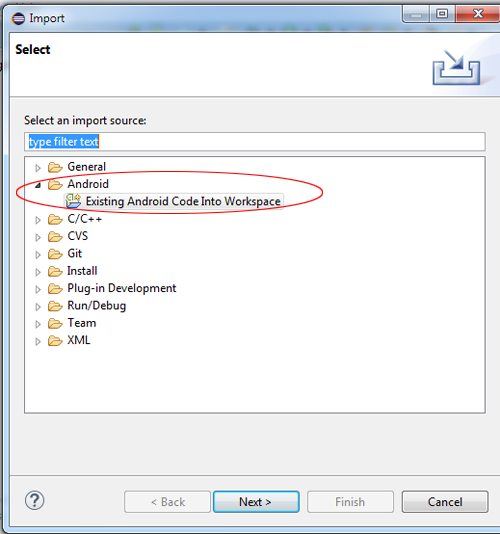 Import
Select
Select an import source:
type filter text
General
Android
Existing Android Code Into Workspace
C/C++
CVS
Git
Install
Plug-in Development
Run/Debug
Team
XML
?
< Back
Next >
Finish
Cancel